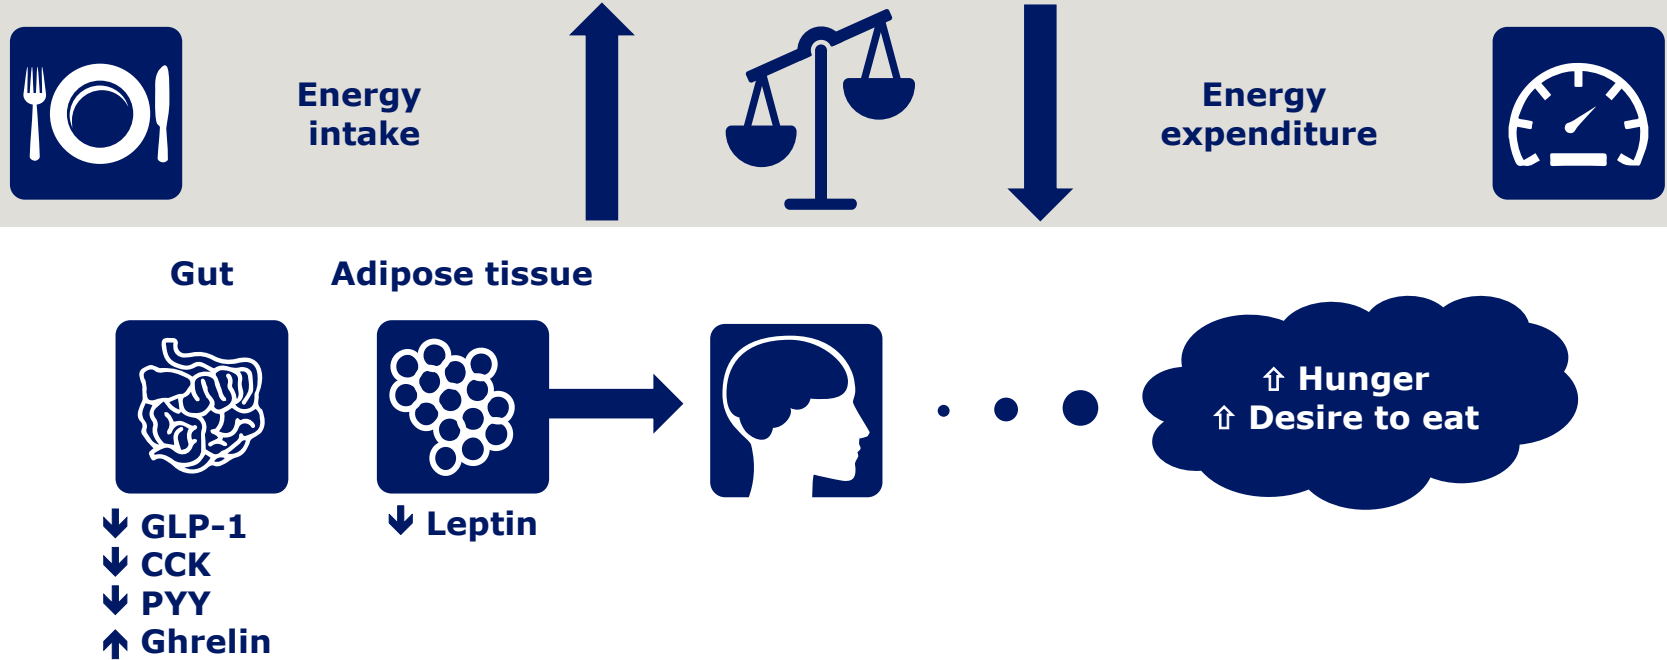 Energy
intake
Energy
expenditure
Gut
Adipose tissue
⇧ Hunger
⇧ Desire to eat
🡻 GLP-1
🡻 CCK
🡻 PYY
🡹 Ghrelin
🡻 Leptin